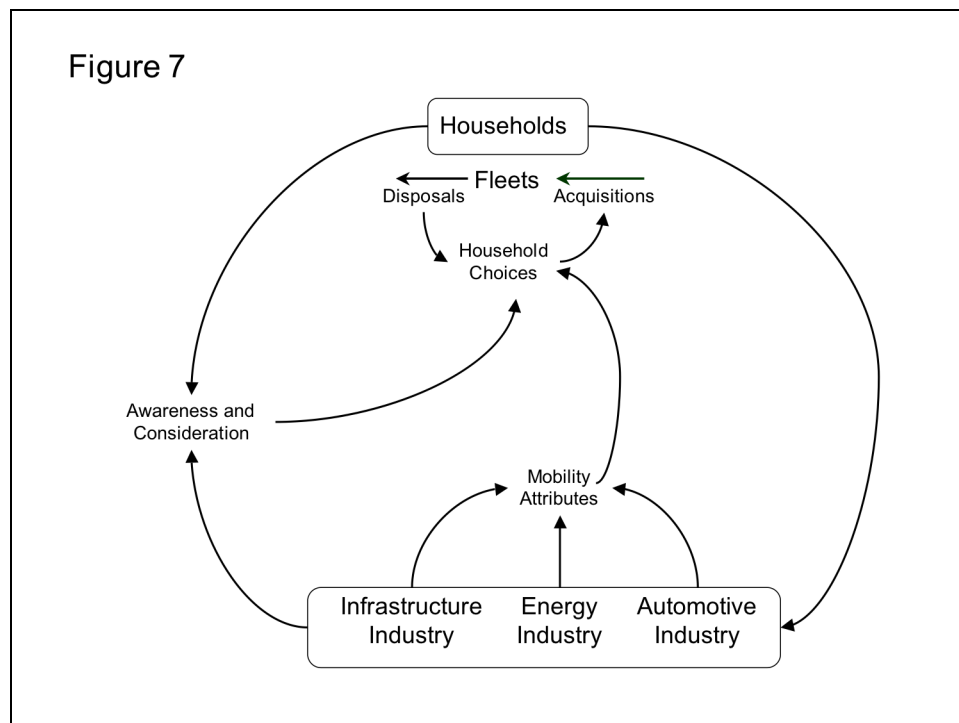 Figure 7
Households
Fleets
Disposals
Acquisitions
Household
Choices
Awareness and
Consideration
Mobility
Attributes
Infrastructure
Industry
Energy
Industry
Automotive
Industry